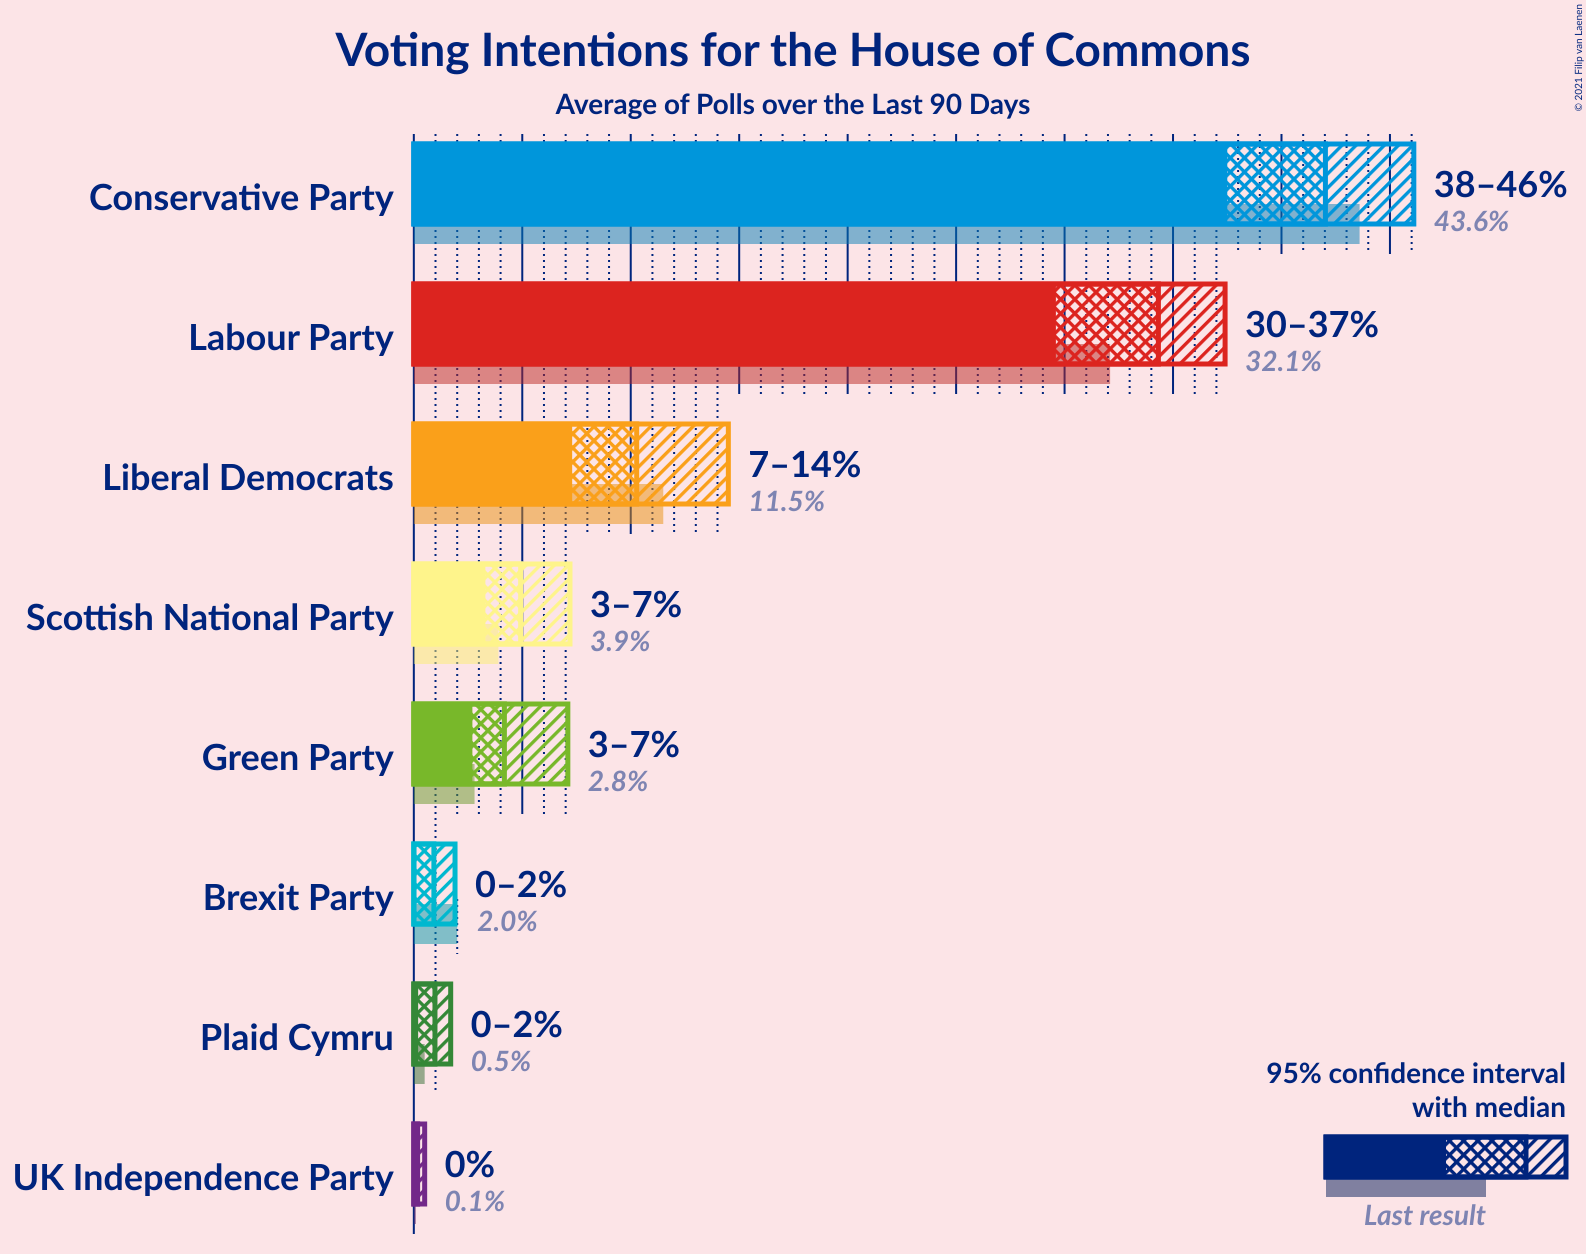 Voting Intentions for the House of Commons
Average of Polls over the Last 90 Days
© 2021 Filip van Laenen
Conservative Party
38–46%
43.6%
Labour Party
30–37%
32.1%
Liberal Democrats
7–14%
11.5%
Scottish National Party
3–7%
3.9%
Green Party
3–7%
2.8%
Brexit Party
0–2%
2.0%
Plaid Cymru
0–2%
0.5%
UK Independence Party
0%
0.1%
95% confidence interval
with median
Last result